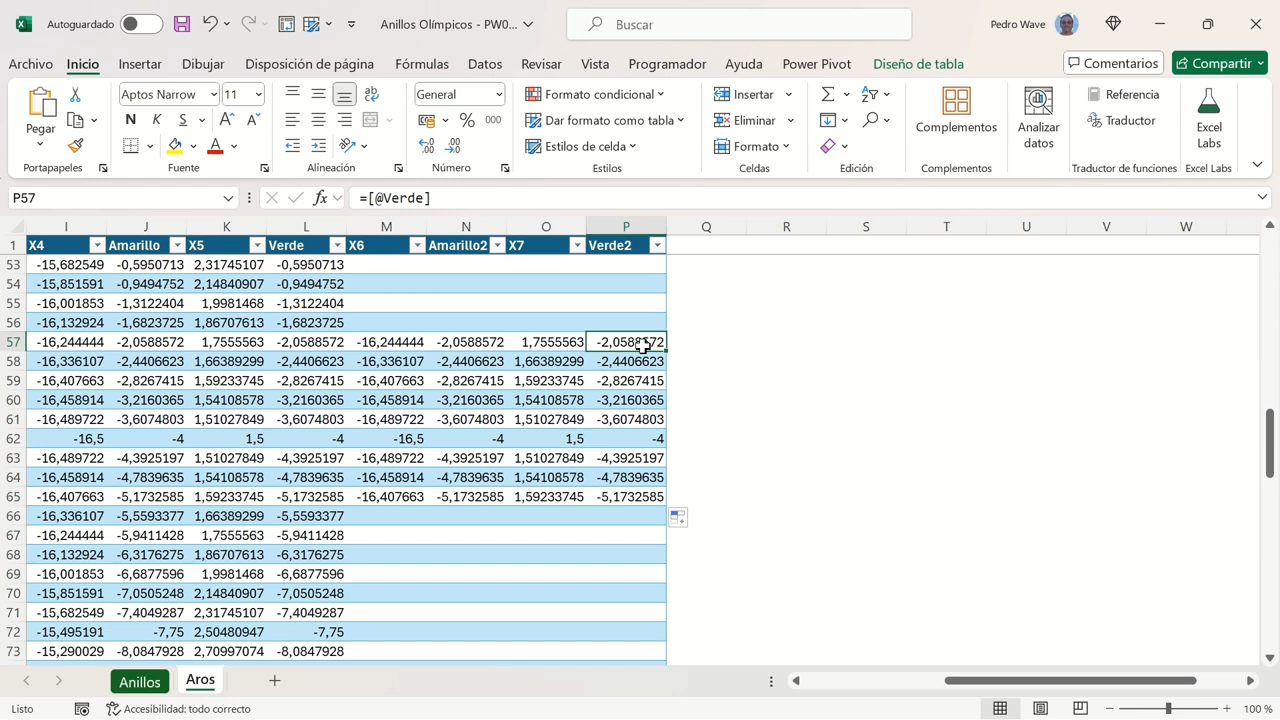 Autoguardado
Anillos Olímpicos - PW0...
Buscar
Pedro Wave
Archivo Inicio Insertar Dibujar Disposición de página Fórmulas Datos Revisar Vista Programador Ayuda Power Pivot Diseño de tabla Comentarios Compartir
Pegar
Portapapeles
Aptos Narrow 11
N K S
Fuente
Alineación
General
% 000
Número
Formato condicional
Dar formato como tabla
Estilos de celda
Estilos
Insertar
Eliminar
Formato
Celdas
Edición
Complementos
Complementos
Analizar datos
Referencia
Traductor
Traductor de funciones
Excel Labs
Excel Labs
P57 fx =[@Verde]
I J K L M N O P Q R S T U V W
1 X4 Amarillo X5 Verde X6 Amarillo2 X7 Verde2
53 -15,682549 -0,5950713 2,31745107 -0,5950713
54 -15,851591 -0,9494752 2,14840907 -0,9494752
55 -16,001853 -1,3122404 1,9981468 -1,3122404
56 -16,132924 -1,6823725 1,86707613 -1,6823725
57 -16,244444 -2,0588572 1,7555563 -2,0588572 -16,244444 -2,0588572 1,7555563 -2,0588572
58 -16,336107 -2,4406623 1,66389299 -2,4406623 -16,336107 -2,4406623 1,66389299 -2,4406623
59 -16,407663 -2,8267415 1,59233745 -2,8267415 -16,407663 -2,8267415 1,59233745 -2,8267415
60 -16,458914 -3,2160365 1,54108578 -3,2160365 -16,458914 -3,2160365 1,54108578 -3,2160365
61 -16,489722 -3,6074803 1,51027849 -3,6074803 -16,489722 -3,6074803 1,51027849 -3,6074803
62 -16,5 -4 1,5 -4 -16,5 -4 1,5 -4
63 -16,489722 -4,3925197 1,51027849 -4,3925197 -16,489722 -4,3925197 1,51027849 -4,3925197
64 -16,458914 -4,7839635 1,54108578 -4,7839635 -16,458914 -4,7839635 1,54108578 -4,7839635
65 -16,407663 -5,1732585 1,59233745 -5,1732585 -16,407663 -5,1732585 1,59233745 -5,1732585
66 -16,336107 -5,5593377 1,66389299 -5,5593377
67 -16,244444 -5,9411428 1,7555563 -5,9411428
68 -16,132924 -6,3176275 1,86707613 -6,3176275
69 -16,001853 -6,6877596 1,9981468 -6,6877596
70 -15,851591 -7,0505248 2,14840907 -7,0505248
71 -15,682549 -7,4049287 2,31745107 -7,4049287
72 -15,495191 -7,75 2,50480947 -7,75
73 -15,290029 -8,0847928 2,70997074 -8,0847928
Anillos Aros
Listo Accesibilidad: todo correcto 100 %